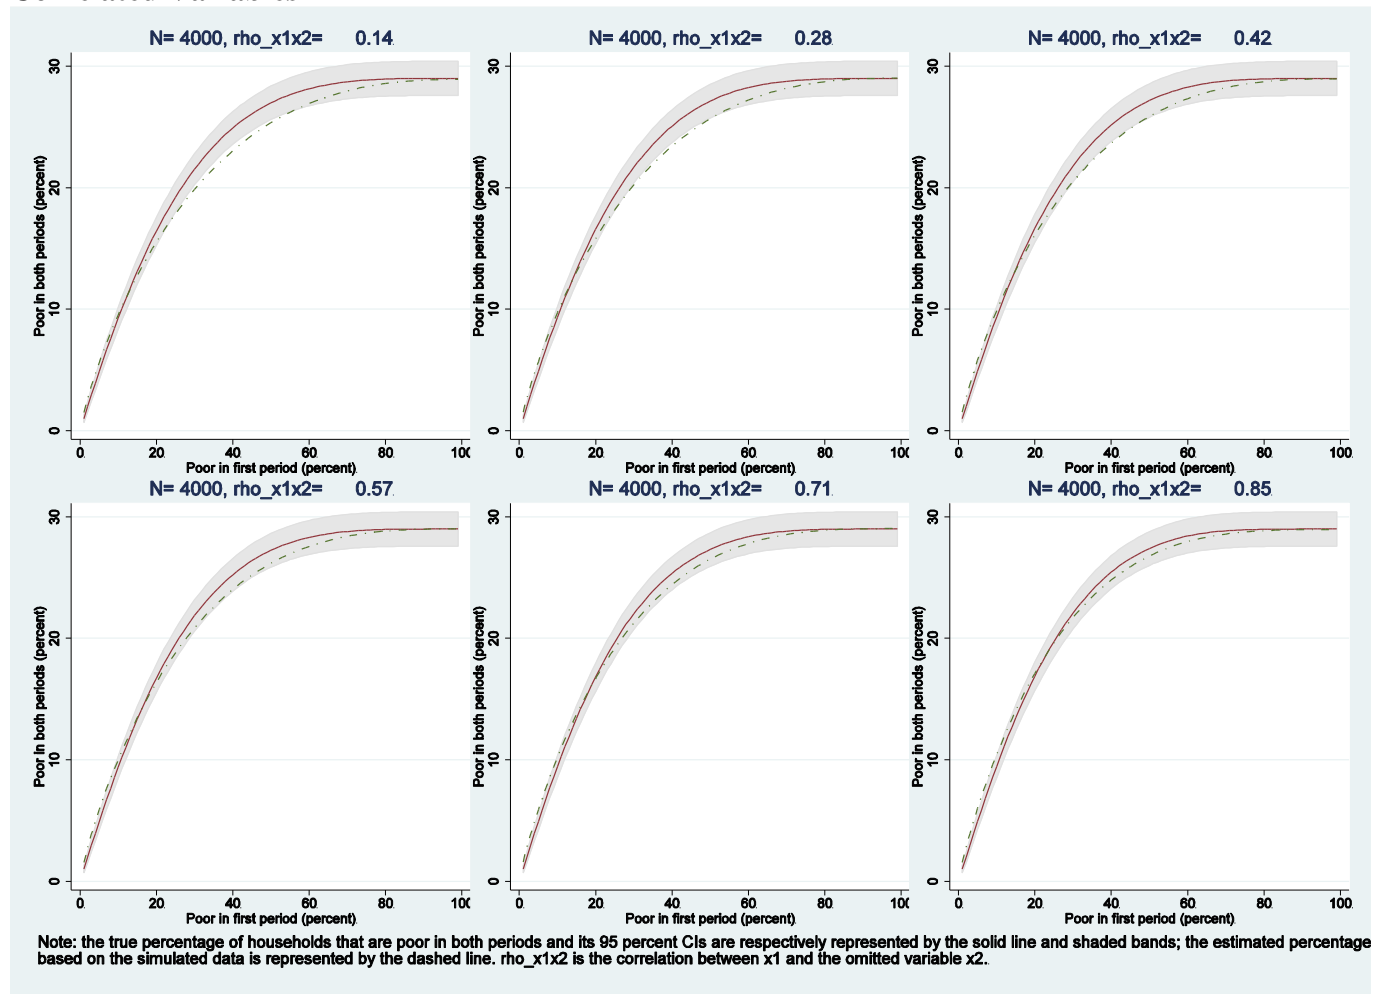 N= 4000, rho_x1x2= 0.14
N= 4000, rho_x1x2= 0.28
N= 4000, rho_x1x2= 0.42
Poor in both periods (percent)
30
20
10
0
0 20 40 60 80 100
Poor in first period (percent)
Poor in both periods (percent)
30
20
10
0
0 20 40 60 80 100
Poor in first period (percent)
Poor in both periods (percent)
30
20
10
0
0 20 40 60 80 100
Poor in first period (percent)
N= 4000, rho_x1x2= 0.57
N= 4000, rho_x1x2= 0.71
N= 4000, rho_x1x2= 0.85
Poor in both periods (percent)
30
20
10
0
0 20 40 60 80 100
Poor in first period (percent)
Poor in both periods (percent)
30
20
10
0
0 20 40 60 80 100
Poor in first period (percent)
Poor in both periods (percent)
30
20
10
0
0 20 40 60 80 100
Poor in first period (percent)
Note: the true percentage of households that are poor in both periods and its 95 percent CIs are respectively represented by the solid line and shaded bands; the estimated percentage
based on the simulated data is represented by the dashed line. rho_x1x2 is the correlation between x1 and the omitted variable x2.